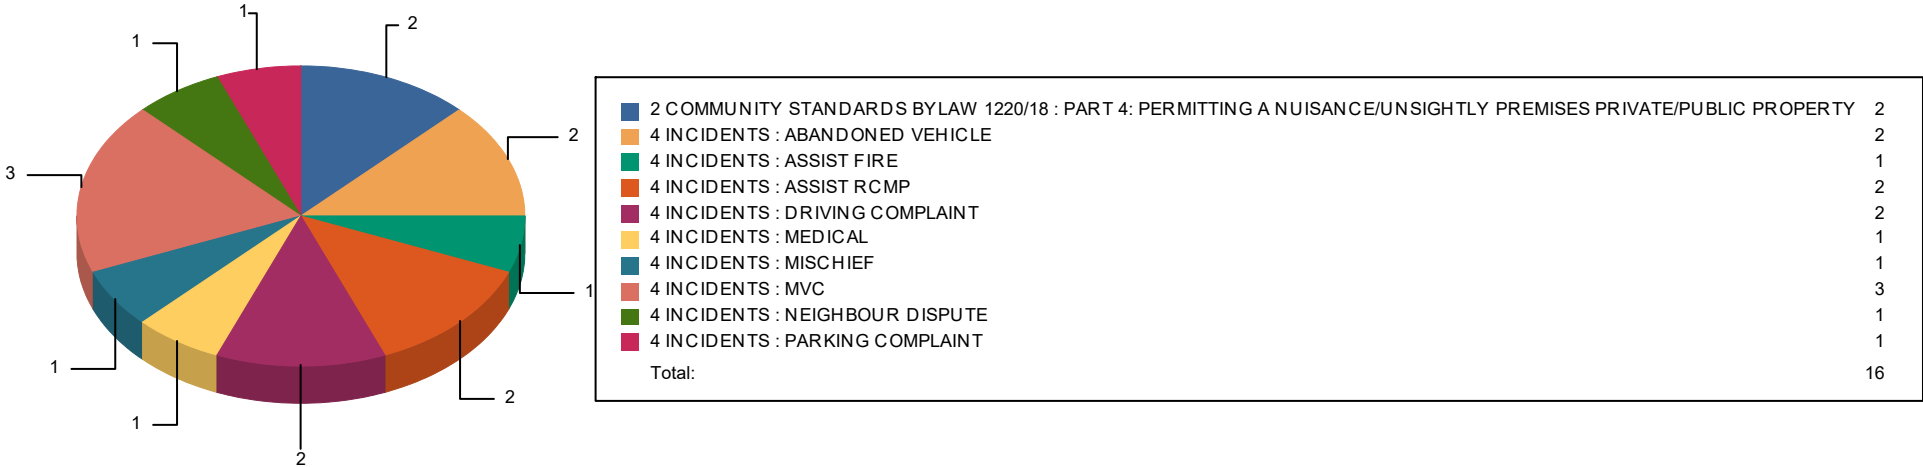 1
2
1
2
3
1
1
2
1
2
2 COMMUNITY STANDARDS BYLAW 1220/18 : PART 4: PERMITTING A NUISANCE/UNSIGHTLY PREMISES PRIVATE/PUBLIC PROPERTY 2
4 INCIDENTS : ABANDONED VEHICLE 2
4 INCIDENTS : ASSIST FIRE 1
4 INCIDENTS : ASSIST RCMP 2
4 INCIDENTS : DRIVING COMPLAINT 2
4 INCIDENTS : MEDICAL 1
4 INCIDENTS : MISCHIEF 1
4 INCIDENTS : MVC 3
4 INCIDENTS : NEIGHBOUR DISPUTE 1
4 INCIDENTS : PARKING COMPLAINT 1
Total: 16